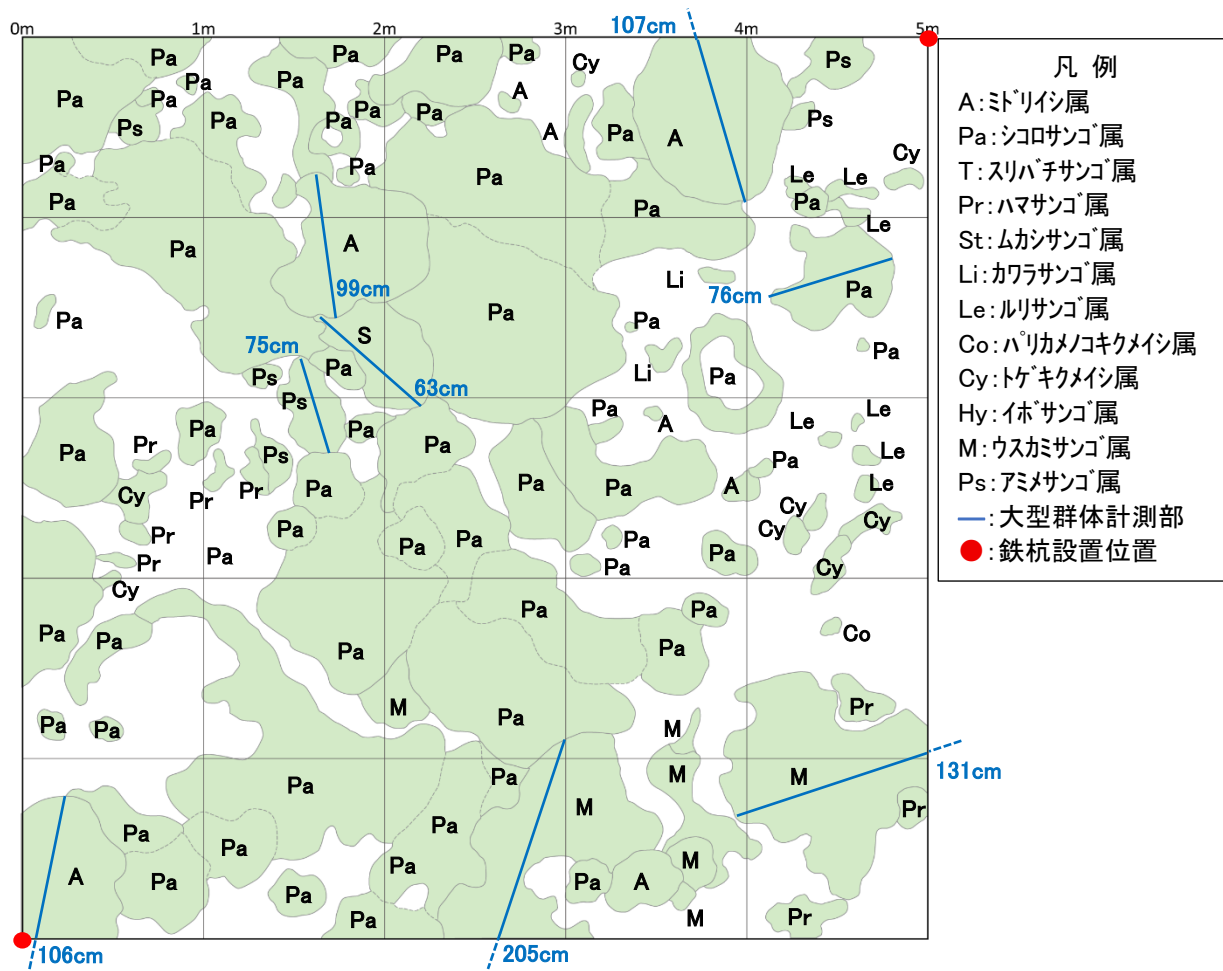 0m 1m 2m 3m 4m 5m
107cm
Pa Pa Pa Pa Cy Ps
Pa Pa Pa A
Pa Pa Pa Pa Pa
Ps Pa Pa A Pa A Ps
Pa Pa Cy
Pa Pa Le Le
Pa Pa Pa
Pa A Le
Li
99cm 76cm Pa
Pa Pa Pa
75cm S Pa
Ps Pa Li Pa
Ps 63cm
Pa Le
Pa Pa A Le
Pr Pa Le
Pa Ps Pa
Cy Pr Pr Pa Pa Pa A Le
Cy
Pr Pa Pa Pa Cy Cy
Pa Pa Pa Pa
Pr Pa Cy
Cy
Pa Pa
Pa Pa Co
Pa Pa
M Pr
Pa Pa Pa M
M M 131cm
Pa Pa
M
Pa Pa Pr
Pa
Pa M
A Pa Pa Pa A
Pa
Pa M Pr
106cm 205cm
凡 例
A:ミドリイシ属
Pa:シコロサンゴ属
T:スリバチサンゴ属
Pr:ハマサンゴ属
St:ムカシサンゴ属
Li:カワラサンゴ属
Le:ルリサンゴ属
Co:バリカメノコキクメイシ属
Cy:トゲキクメイシ属
Hy:イボサンゴ属
M:ウスカミサンゴ属
Ps:アミメサンゴ属
:大型群体計測部
:鉄杭設置位置